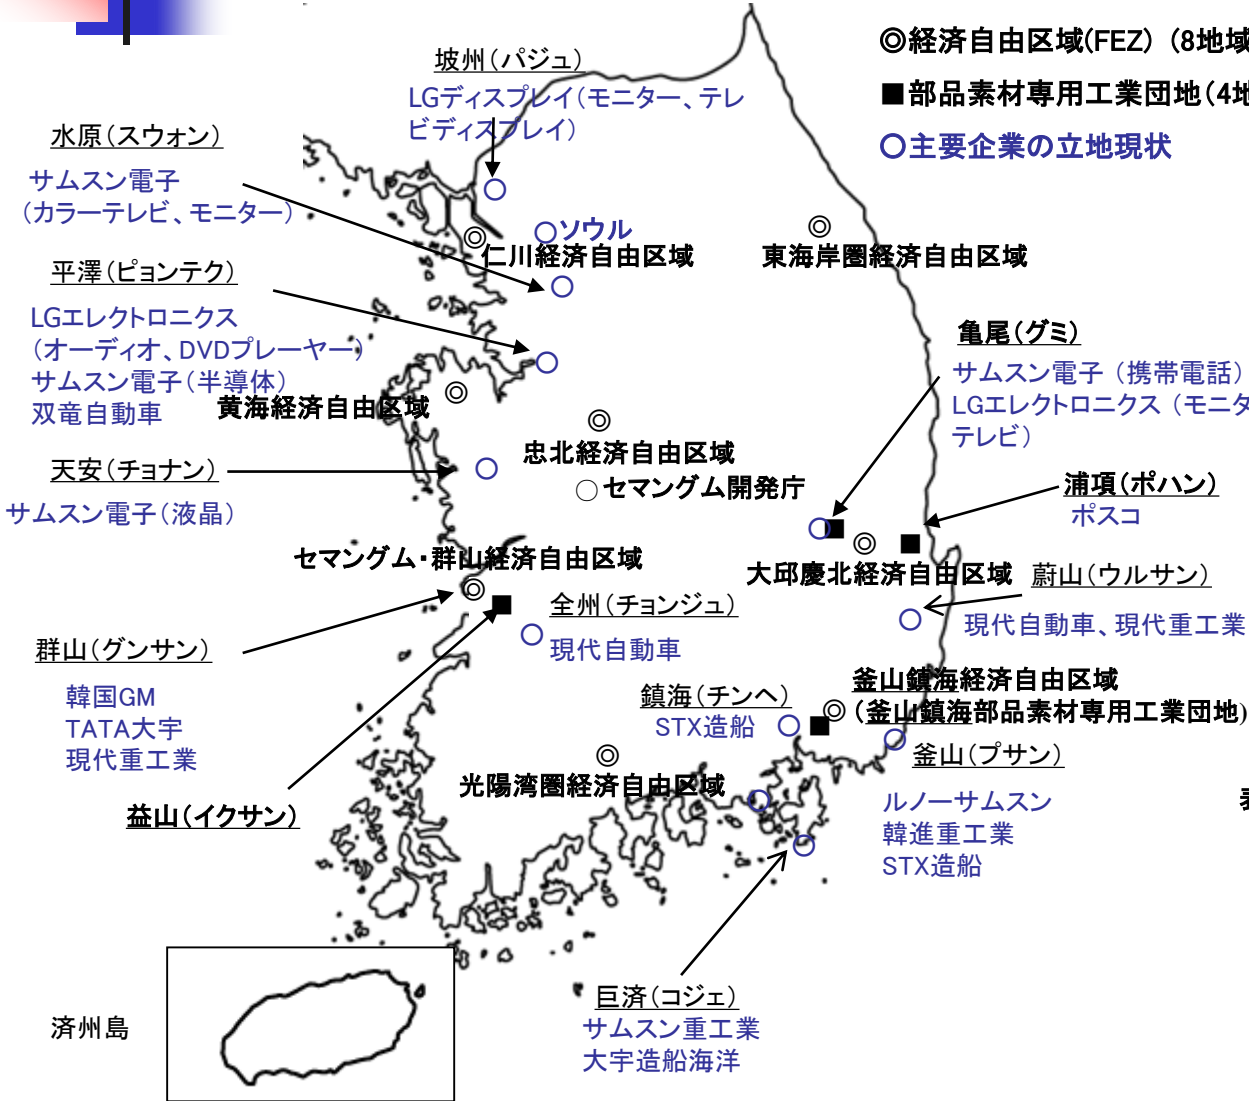 ◎経済自由区域(FEZ)（8地域
■部品素材専用工業団地（4地
○主要企業の立地現状
坡州（パジュ）
LGディスプレイ（モニター、テレ
ビディスプレイ）
水原（スウォン）
サムスン電子
（カラーテレビ、モニター）
ソウル
仁川経済自由区域
東海岸圏経済自由区域
平澤（ピョンテク）
LGエレクトロニクス
（オーディオ、DVDプレーヤー）
サムスン電子（半導体）
双竜自動車
黄海経済自由区域
亀尾（グミ）
サムスン電子（携帯電話）
LGエレクトロニクス（モニタ
テレビ）
忠北経済自由区域
○セマングム開発庁
天安（チョナン）
サムスン電子（液晶）
浦項（ポハン）
ポスコ
セマングム・群山経済自由区域
大邱慶北経済自由区域
蔚山（ウルサン）
現代自動車、現代重工業
全州（チョンジュ）
現代自動車
群山（グンサン）
韓国GM
TATA大宇
現代重工業
益山（イクサン）
鎮海（チンヘ）
STX造船
釜山鎮海経済自由区域
（釜山鎮海部品素材専用工業団地)
釜山（プサン）
ルノーサムスン
韓進重工業
STX造船
光陽湾圏経済自由区域
巨済（コジェ）
サムスン重工業
大宇造船海洋
済州島